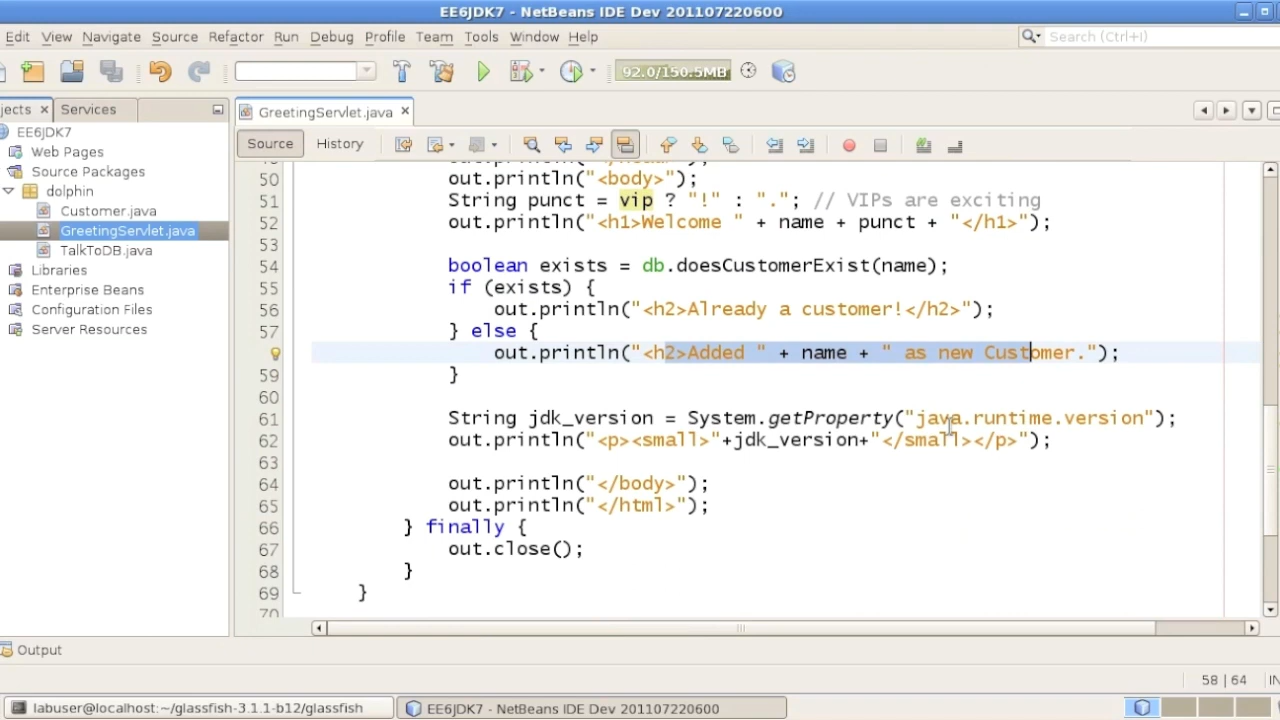 EE6JDK7 - NetBeans IDE Dev 201107220600
Edit View Navigate Source Refactor Run Debug Profile Team Tools Window Help
Search (Ctrl+I)
92.0/150.5MB
jects Services
GreetingServlet.java
EE6JDK7
Web Pages
Source Packages
dolphin
Customer.java
GreetingServlet.java
TalkToDB.java
Libraries
Enterprise Beans
Configuration Files
Server Resources
Source History
50 out.println("<body>");
51 String punct = vip ? "!" : "."; // VIPs are exciting
52 out.println("<h1>Welcome " + name + punct + "</h1>");
53
54 boolean exists = db.doesCustomerExist(name);
55 if (exists) {
56 out.println("<h2>Already a customer!</h2>");
57 } else {
out.println("<h2>Added " + name + " as new Customer.");
59 }
60
61 String jdk_version = System.getProperty("java.runtime.version");
62 out.println("<p><small>"+jdk_version+"</small></p>");
63
64 out.println("</body>");
65 out.println("</html>");
66 } finally {
67 out.close();
68 }
69 }
70
Output
58 | 64 IN
labuser@localhost:~/glassfish-3.1.1-b12/glassfish
EE6JDK7 - NetBeans IDE Dev 201107220600